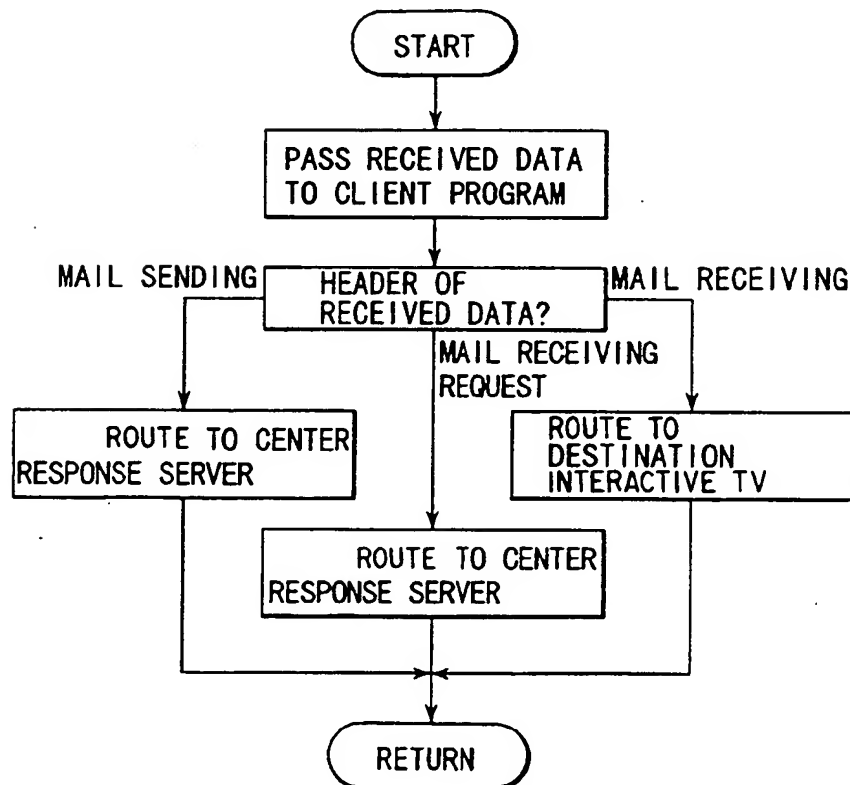 START
PASS RECEIVED DATA
TO CLIENT PROGRAM
MAIL SENDING
HEADER OF
RECEIVED DATA?
MAIL RECEIVING
MAIL RECEIVING
REQUEST
ROUTE TO CENTER
RESPONSE SERVER
ROUTE TO
DESTINATION
INTERACTIVE TV
ROUTE TO CENTER
RESPONSE SERVER
RETURN